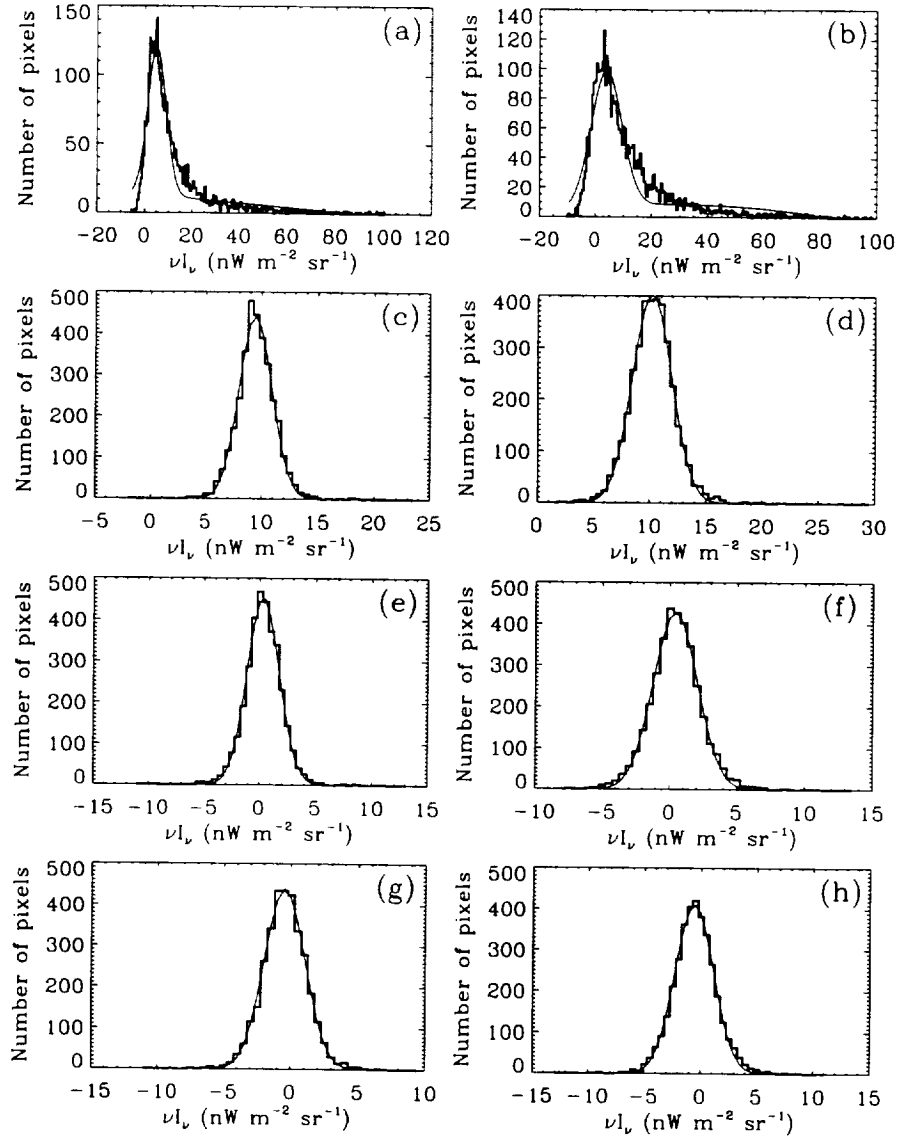 (a)
Number of pixels
150
100
50
0
−20 0 20 40 60 80 100 120
νI_ν (nW m⁻² sr⁻¹)
(b)
Number of pixels
140
120
100
80
60
40
20
0
−20 0 20 40 60 80 100
νI_ν (nW m⁻² sr⁻¹)
(c)
Number of pixels
500
400
300
200
100
0
−5 0 5 10 15 20 25
νI_ν (nW m⁻² sr⁻¹)
(d)
Number of pixels
400
300
200
100
0
0 5 10 15 20 25 30
νI_ν (nW m⁻² sr⁻¹)
(e)
Number of pixels
500
400
300
200
100
0
−15 −10 −5 0 5 10 15
νI_ν (nW m⁻² sr⁻¹)
(f)
Number of pixels
500
400
300
200
100
0
−10 −5 0 5 10 15
νI_ν (nW m⁻² sr⁻¹)
(g)
Number of pixels
500
400
300
200
100
0
−15 −10 −5 0 5 10
νI_ν (nW m⁻² sr⁻¹)
(h)
Number of pixels
500
400
300
200
100
0
−15 −10 −5 0 5 10 15
νI_ν (nW m⁻² sr⁻¹)